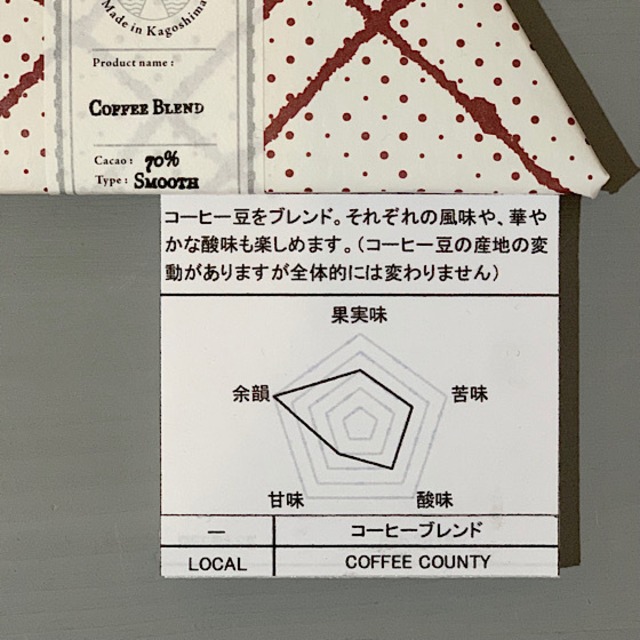 Made in Kagoshima
Product name :
COFFEE BLEND
Cacao : 70%
Type : SMOOTH
コーヒー豆をブレンド。それぞれの風味や、華や
かな酸味も楽しめます。（コーヒー豆の産地の変
動がありますが全体的には変わりません）
果実味
余韻
苦味
甘味
酸味
―
コーヒーブレンド
LOCAL
COFFEE COUNTY